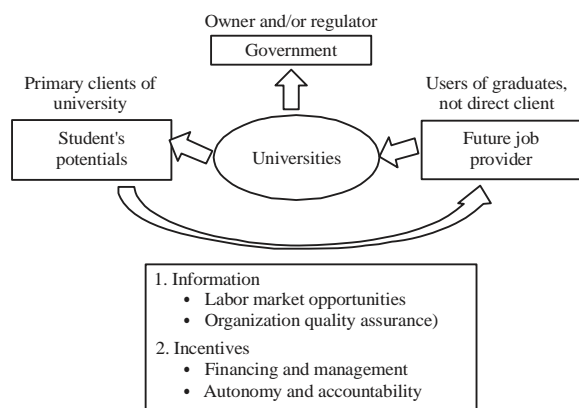 Owner and/or regulator
Government
Primary clients of
university
Users of graduates,
not direct client
Student's
potentials
Universities
Future job
provider
1. Information
• Labor market opportunities
• Organization quality assurance)
2. Incentives
• Financing and management
• Autonomy and accountability